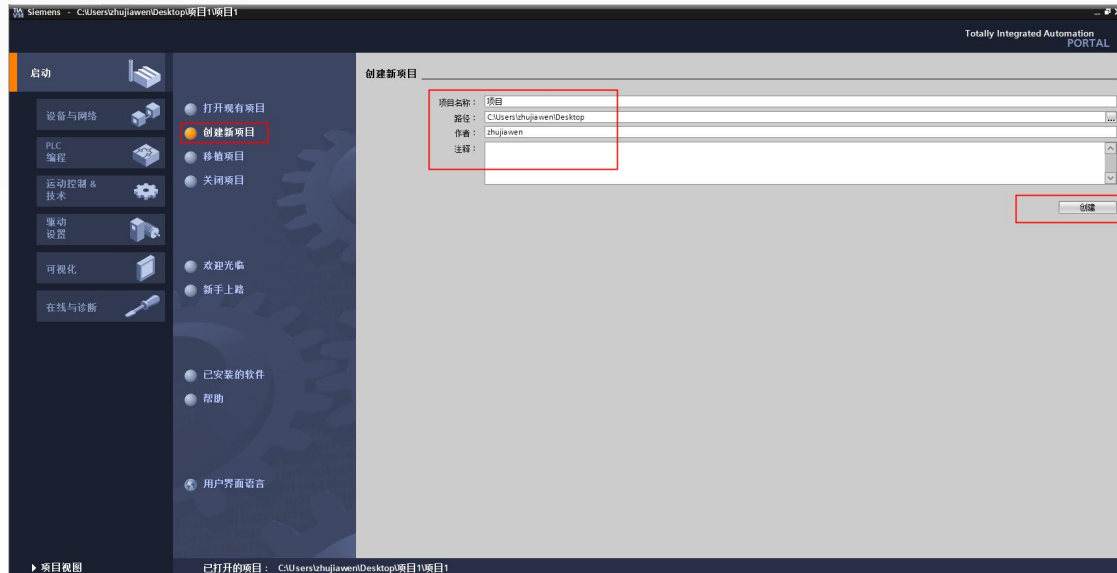 Siemens - C:\Users\zhujiawen\Desktop\项目1\项目1
Totally Integrated Automation
PORTAL
启动
设备与网络
PLC
编程
运动控制 &
技术
驱动
设置
可视化
在线与诊断
打开现有项目
创建新项目
移植项目
关闭项目
欢迎光临
新手上路
已安装的软件
帮助
用户界面语言
创建新项目
项目名称: 项目
路径: C:\Users\zhujiawen\Desktop
...
作者: zhujiawen
注释:
创建
项目视图
已打开的项目: C:\Users\zhujiawen\Desktop\项目1\项目1